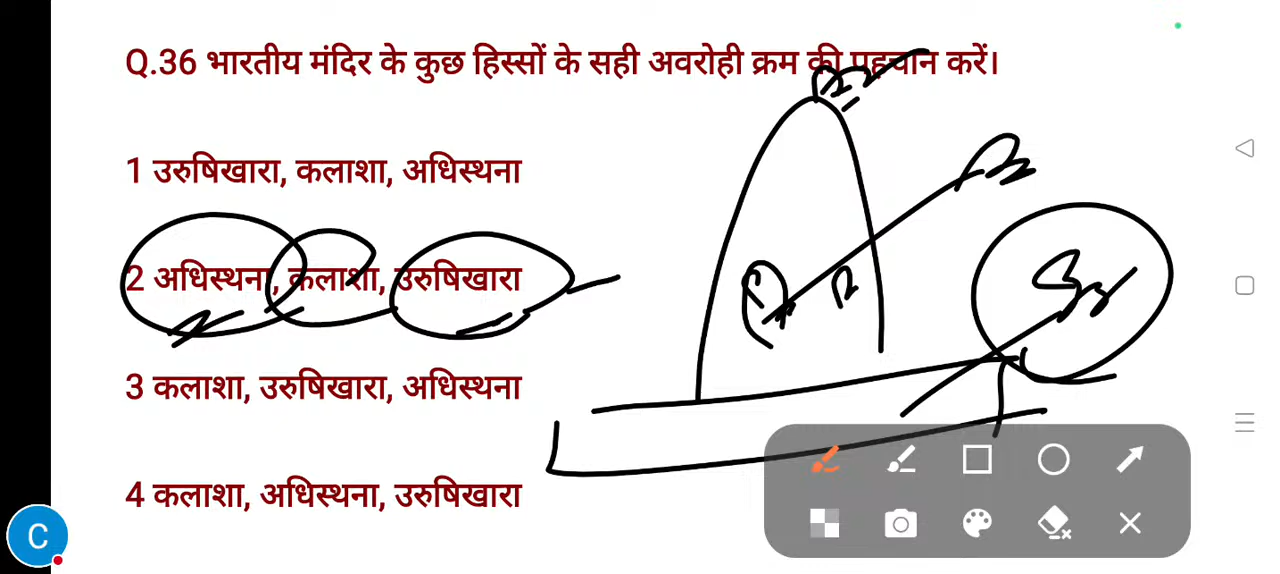 Q.36 भारतीय मंदिर के कुछ हिस्सों के सही अवरोही क्रम की पहचान करें।
1 उरुषिखारा, कलाशा, अधिस्थना
2 अधिस्थना, कलाशा, उरुषिखारा
3 कलाशा, उरुषिखारा, अधिस्थना
4 कलाशा, अधिस्थना, उरुषिखारा
C